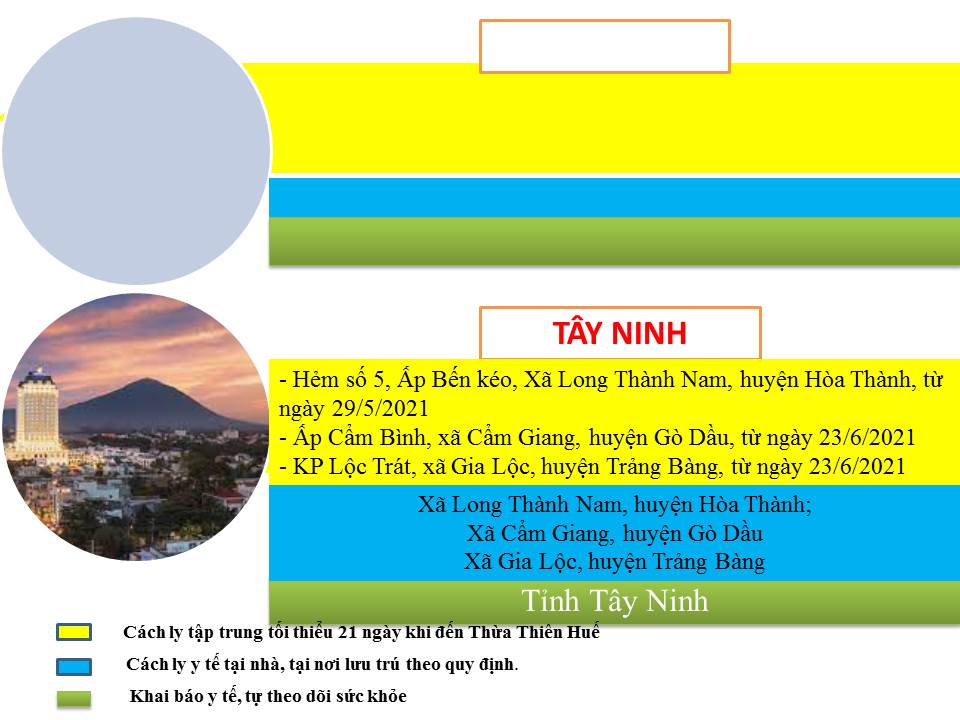 TÂY NINH
- Hẻm số 5, Ấp Bến kéo, Xã Long Thành Nam, huyện Hòa Thành, từ
ngày 29/5/2021
- Ấp Cẩm Bình, xã Cẩm Giang, huyện Gò Dầu, từ ngày 23/6/2021
- KP Lộc Trát, xã Gia Lộc, huyện Trảng Bàng, từ ngày 23/6/2021
Xã Long Thành Nam, huyện Hòa Thành;
Xã Cẩm Giang, huyện Gò Dầu
Xã Gia Lộc, huyện Trảng Bàng
Tỉnh Tây Ninh
Cách ly tập trung tối thiểu 21 ngày khi đến Thừa Thiên Huế
Cách ly y tế tại nhà, tại nơi lưu trú theo quy định.
Khai báo y tế, tự theo dõi sức khỏe